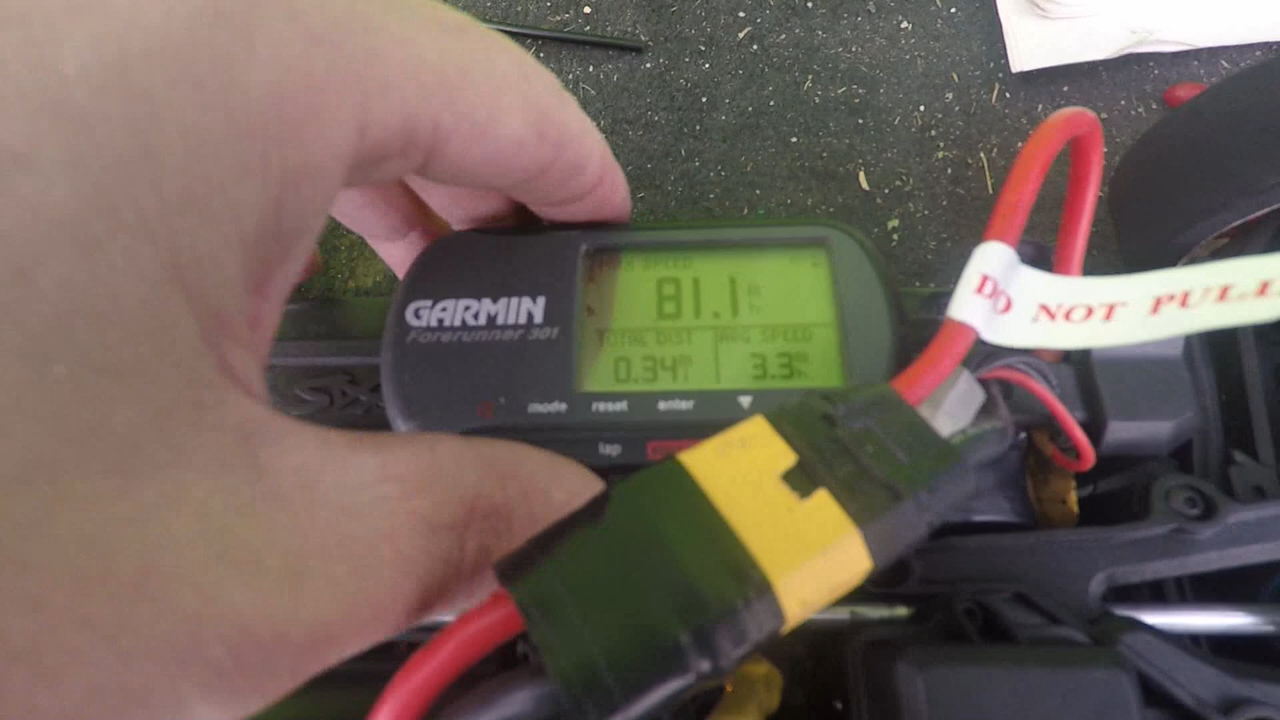 GARMIN
Forerunner 301
MAX SPEED
81.1
TOTAL DIST
AVG SPEED
0.34
3.3
mode reset enter
lap
DO NOT PULL